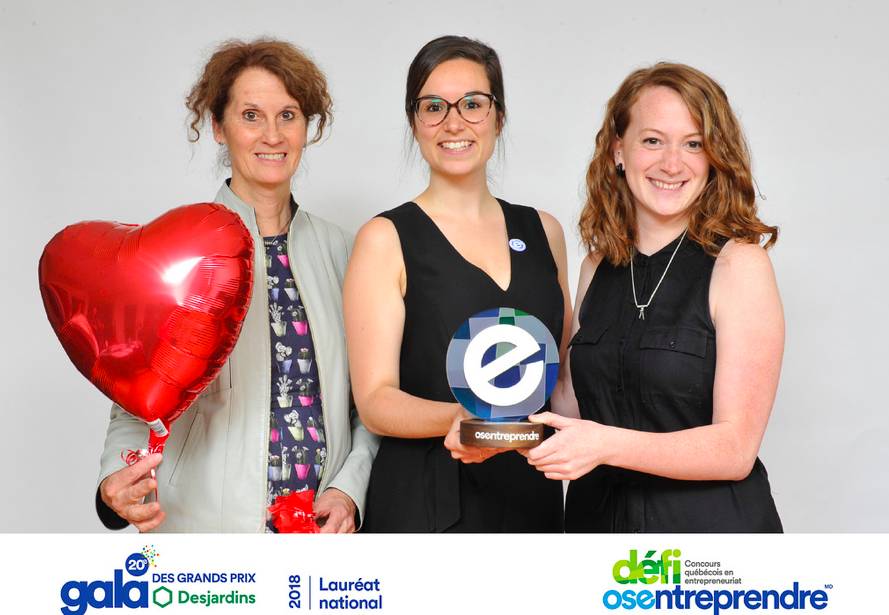 e
osentreprendre
20e
gala
DES GRANDS PRIX
Desjardins
2018
Lauréat
national
défi
Concours
québécois en
entrepreneuriat
osentreprendre MD